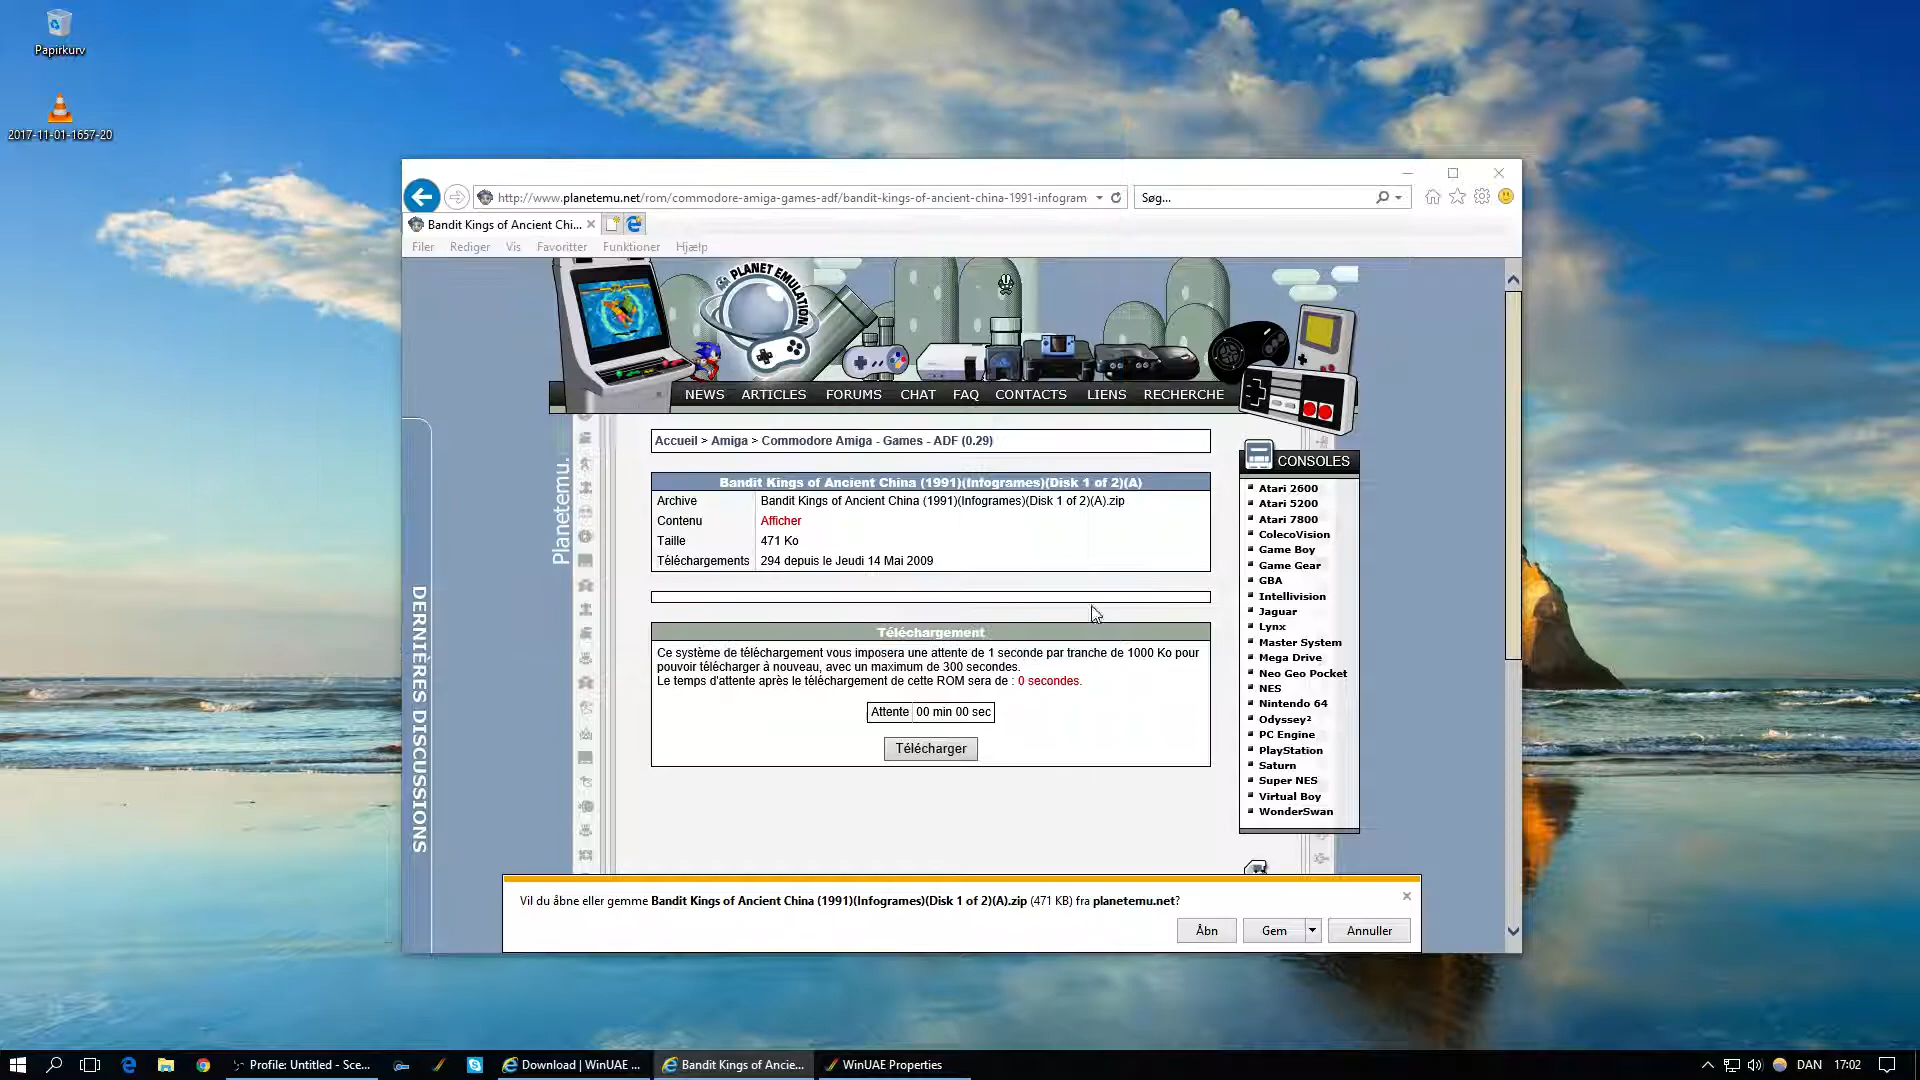 Papirkurv
2017-11-01-1657-20
http://www.planetemu.net/rom/commodore-amiga-games-adf/bandit-kings-of-ancient-china-1991-infogram
Søg...
Bandit Kings of Ancient Chi...
Filer Rediger Vis Favoritter Funktioner Hjælp
PLANET EMULATION
NEWS ARTICLES FORUMS CHAT FAQ CONTACTS LIENS RECHERCHE
Planetemu.
DERNIÈRES DISCUSSIONS
Accueil > Amiga > Commodore Amiga - Games - ADF (0.29)
Bandit Kings of Ancient China (1991)(Infogrames)(Disk 1 of 2)(A)
Archive Bandit Kings of Ancient China (1991)(Infogrames)(Disk 1 of 2)(A).zip
Contenu Afficher
Taille 471 Ko
Téléchargements 294 depuis le Jeudi 14 Mai 2009
Téléchargement
Ce système de téléchargement vous imposera une attente de 1 seconde par tranche de 1000 Ko pour
pouvoir télécharger à nouveau, avec un maximum de 300 secondes.
Le temps d'attente après le téléchargement de cette ROM sera de : 0 secondes.
Attente 00 min 00 sec
Télécharger
CONSOLES
Atari 2600
Atari 5200
Atari 7800
ColecoVision
Game Boy
Game Gear
GBA
Intellivision
Jaguar
Lynx
Master System
Mega Drive
Neo Geo Pocket
NES
Nintendo 64
Odyssey²
PC Engine
PlayStation
Saturn
Super NES
Virtual Boy
WonderSwan
Vil du åbne eller gemme Bandit Kings of Ancient China (1991)(Infogrames)(Disk 1 of 2)(A).zip (471 KB) fra planetemu.net?
Åbn Gem Annuller
Profile: Untitled - Sce...
Download | WinUAE ...
Bandit Kings of Ancie...
WinUAE Properties
DAN 17:02